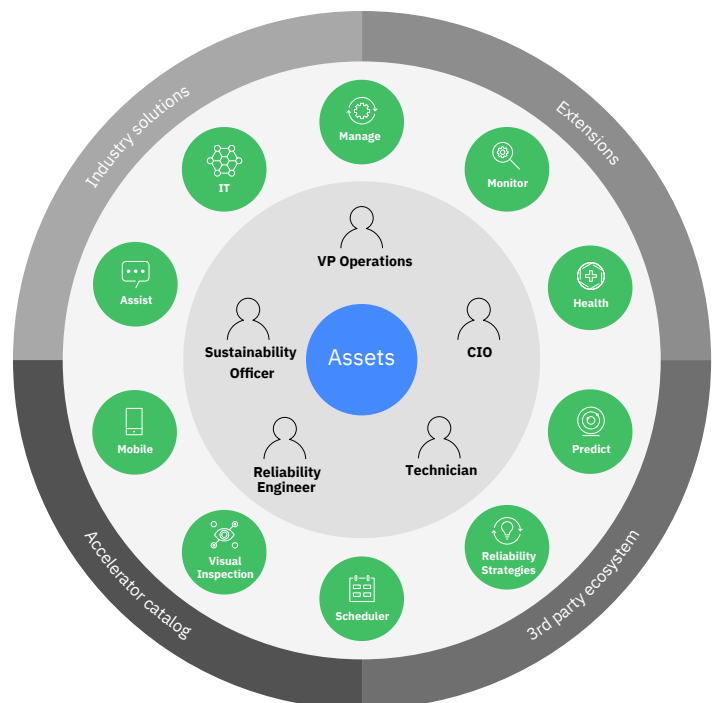 Industry solutions
Extensions
Manage
IT
Monitor
VP Operations
Assist
Health
Sustainability
Officer
Assets
CIO
Mobile
Predict
Reliability
Engineer
Technician
Visual
Inspection
Reliability
Strategies
Scheduler
Accelerator catalog
3rd party ecosystem